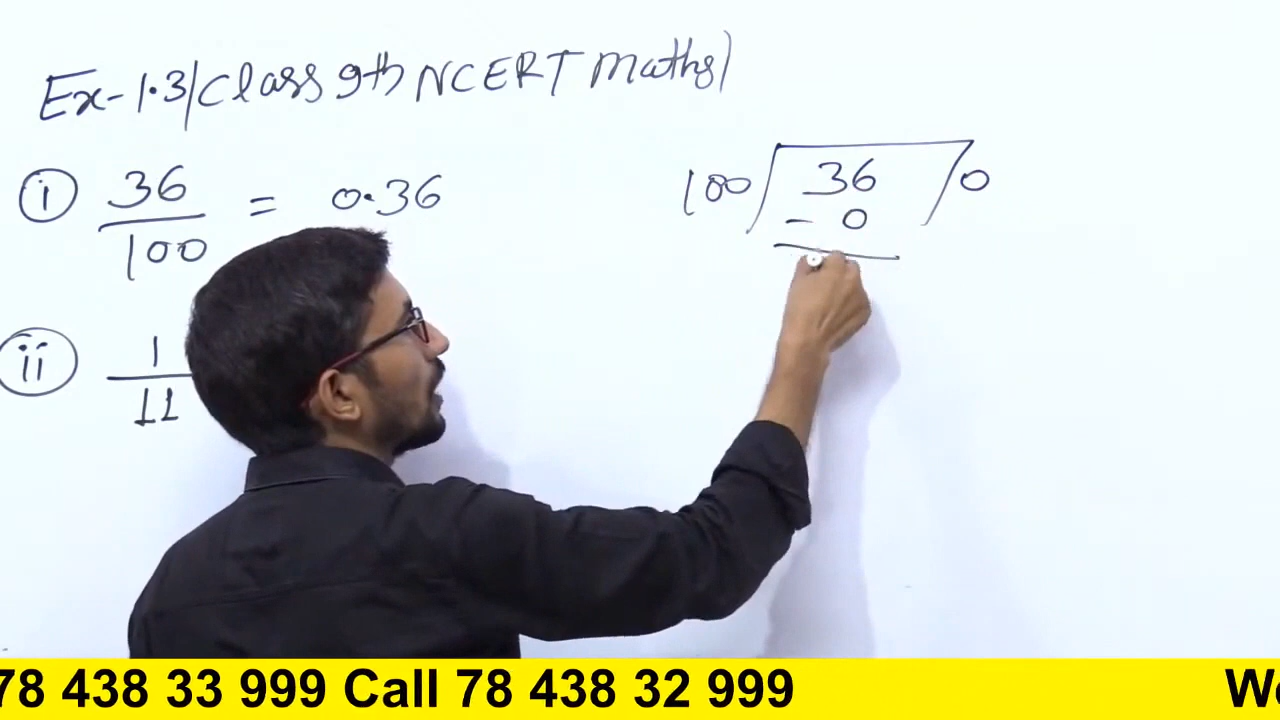 Ex-1.3/Class 9th NCERT Maths)
i 36/100 = 0.36
100) 36 (0
- 0
ii 1/11
78 438 33 999 Call 78 438 32 999 We